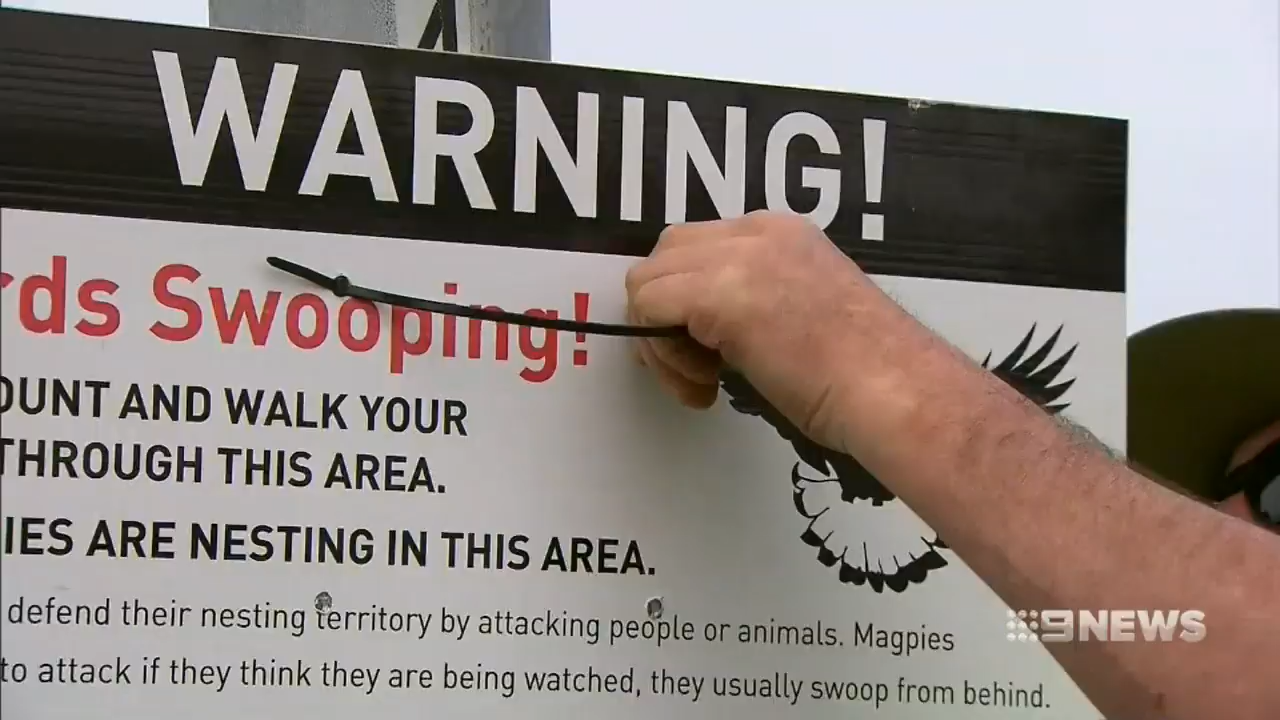 WARNING!
rds Swooping!
OUNT AND WALK YOUR
THROUGH THIS AREA.
IES ARE NESTING IN THIS AREA.
defend their nesting territory by attacking people or animals. Magpies
to attack if they think they are being watched, they usually swoop from behind.
9NEWS